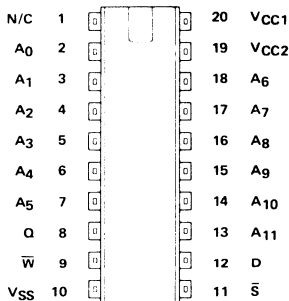 N/C 1 20 VCC1
A0 2 19 VCC2
A1 3 18 A6
A2 4 17 A7
A3 5 16 A8
A4 6 15 A9
A5 7 14 A10
Q 8 13 A11
W̅ 9 12 D
VSS 10 11 S̅